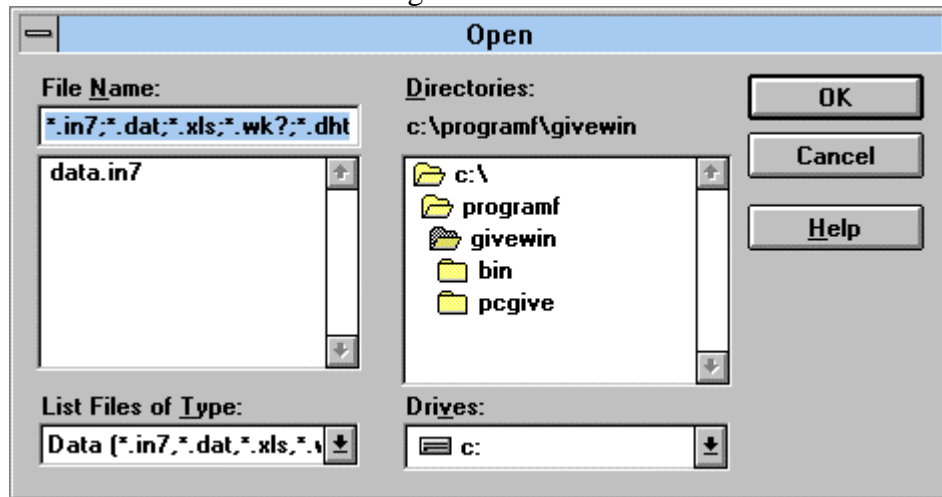 Open
File Name:
*.in7;*.dat;*.xls;*.wk?;*.dht
data.in7
List Files of Type:
Data (*.in7,*.dat,*.xls,*.
Directories:
c:\programf\givewin
c:\
programf
givewin
bin
pcgive
Drives:
c:
OK
Cancel
Help